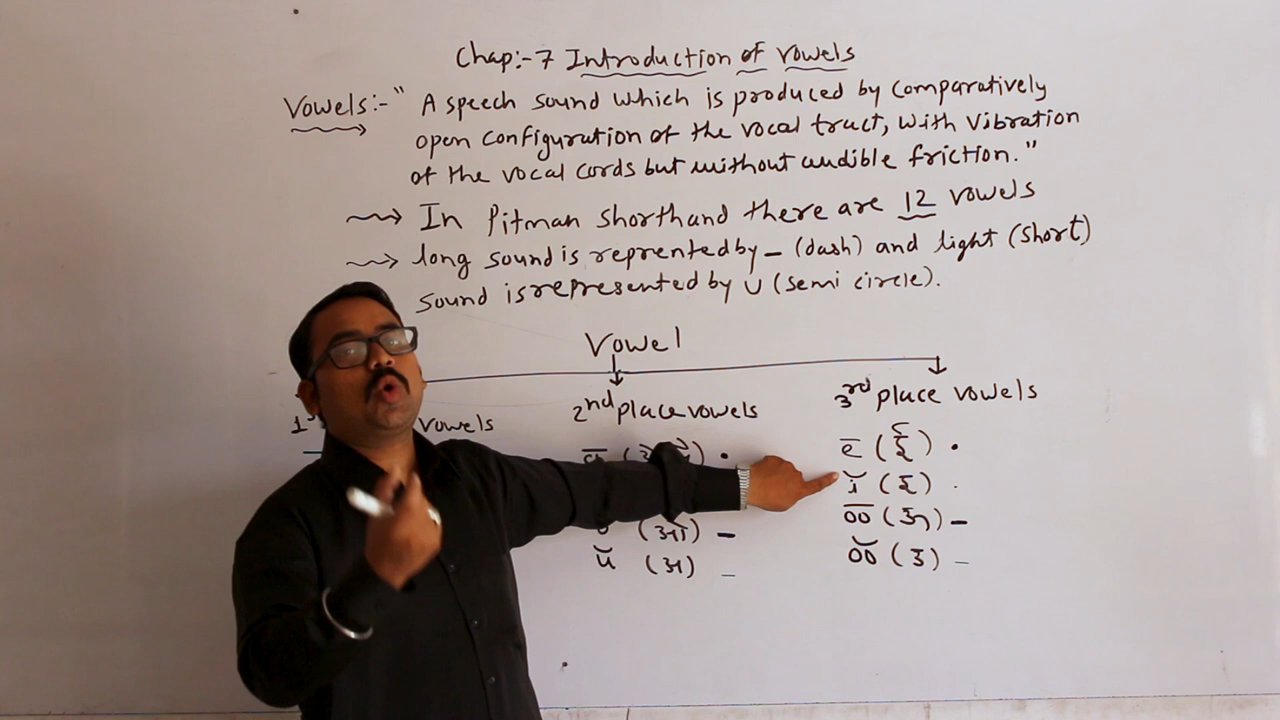 Chap:-7 Introduction of Vowels
Vowels:- " A speech sound which is produced by comparatively
open configuration of the vocal tract, with vibration
of the vocal cords but without audible friction."
In Pitman shorthand there are 12 vowels
long sound is reprented by – (dash) and light (short)
sound is represented by ∪ (semi circle).
Vowel
vowels
2nd place vowels
ō (ओ) –
ŭ (अ) –
3rd place vowels
ē (ई) •
ĭ (इ) .
o̅o̅ (ऊ) –
ŏŏ (उ) –